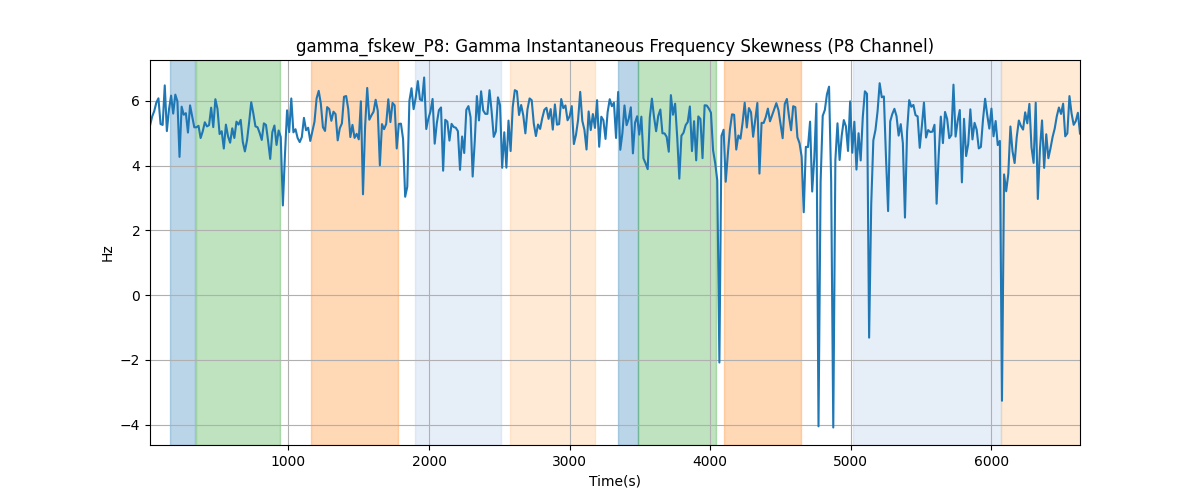 gamma_fskew_P8: Gamma Instantaneous Frequency Skewness (P8 Channel)
Hz
6
4
2
0
−2
−4
1000 2000 3000 4000 5000 6000
Time(s)